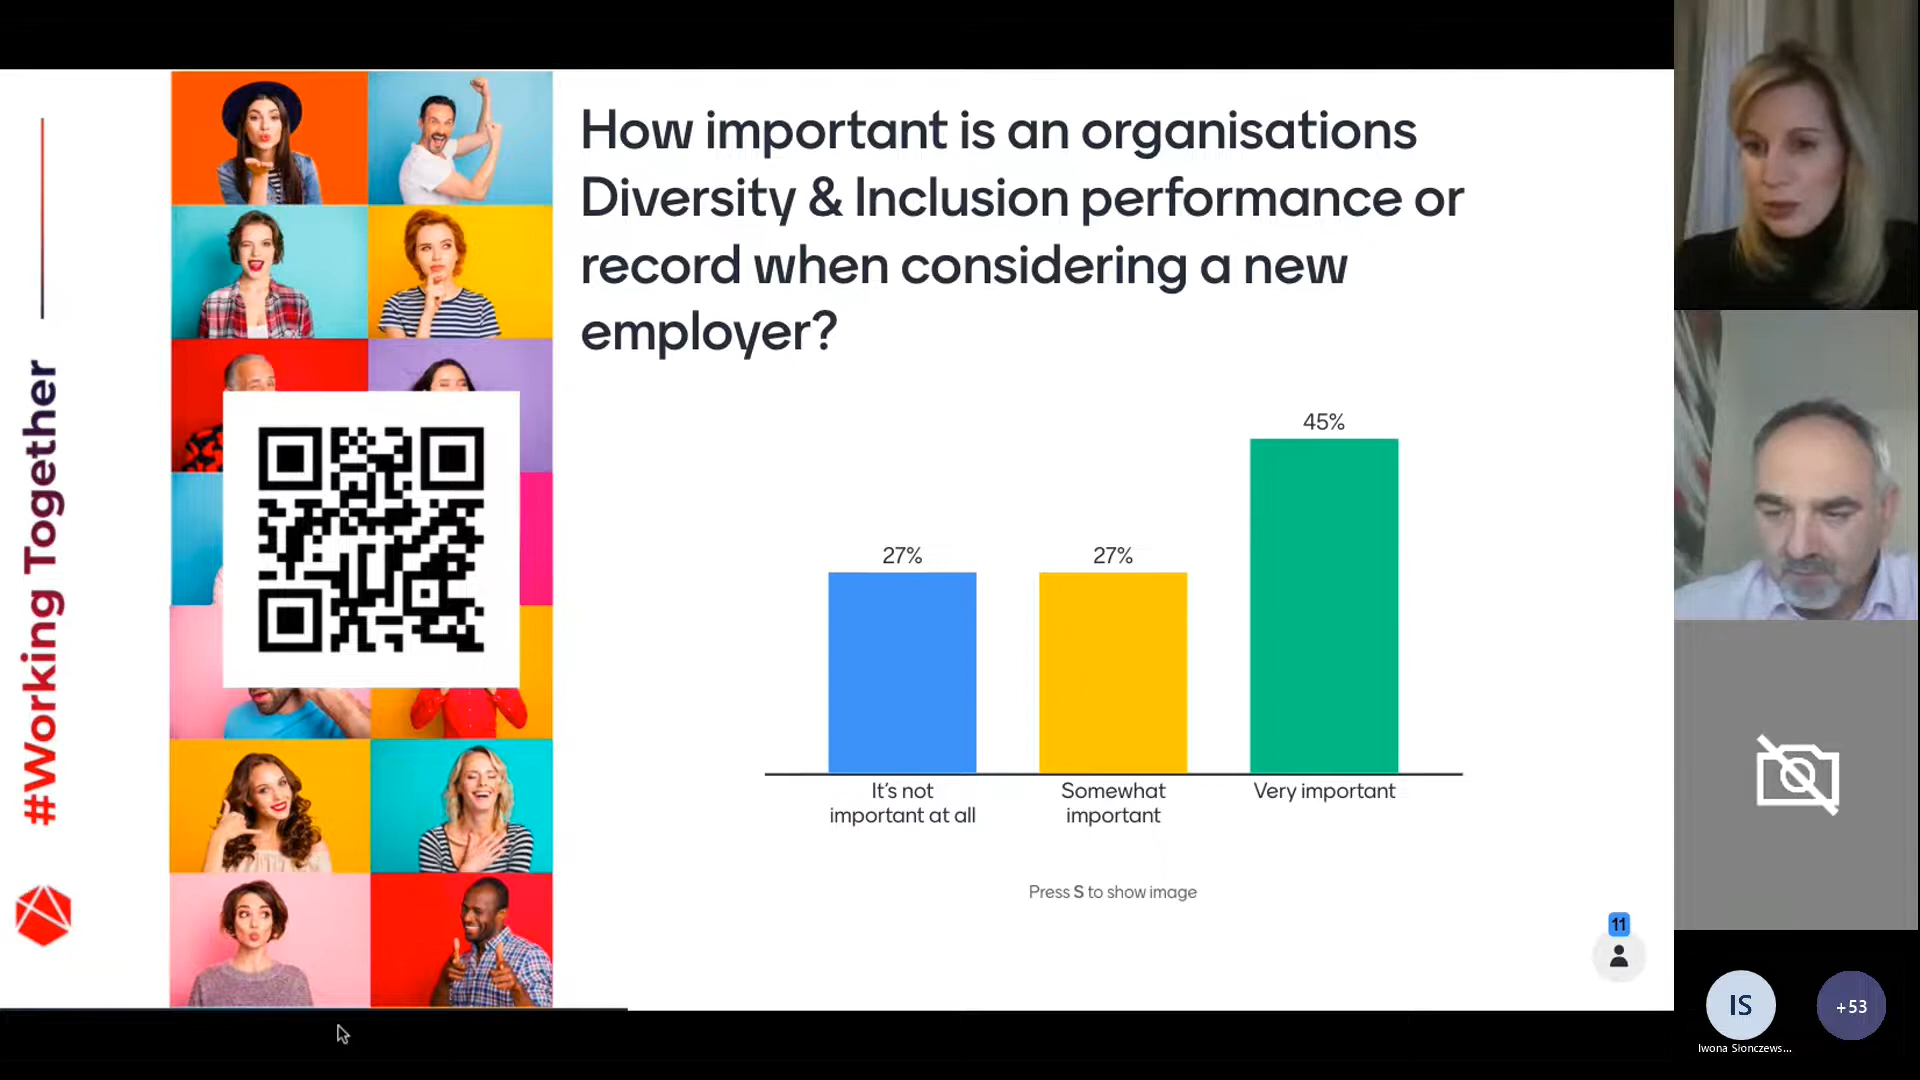 #Working Together
How important is an organisations
Diversity & Inclusion performance or
record when considering a new
employer?
27%
27%
45%
It's not
important at all
Somewhat
important
Very important
Press S to show image
11
IS
+53
Iwona Slonczews...